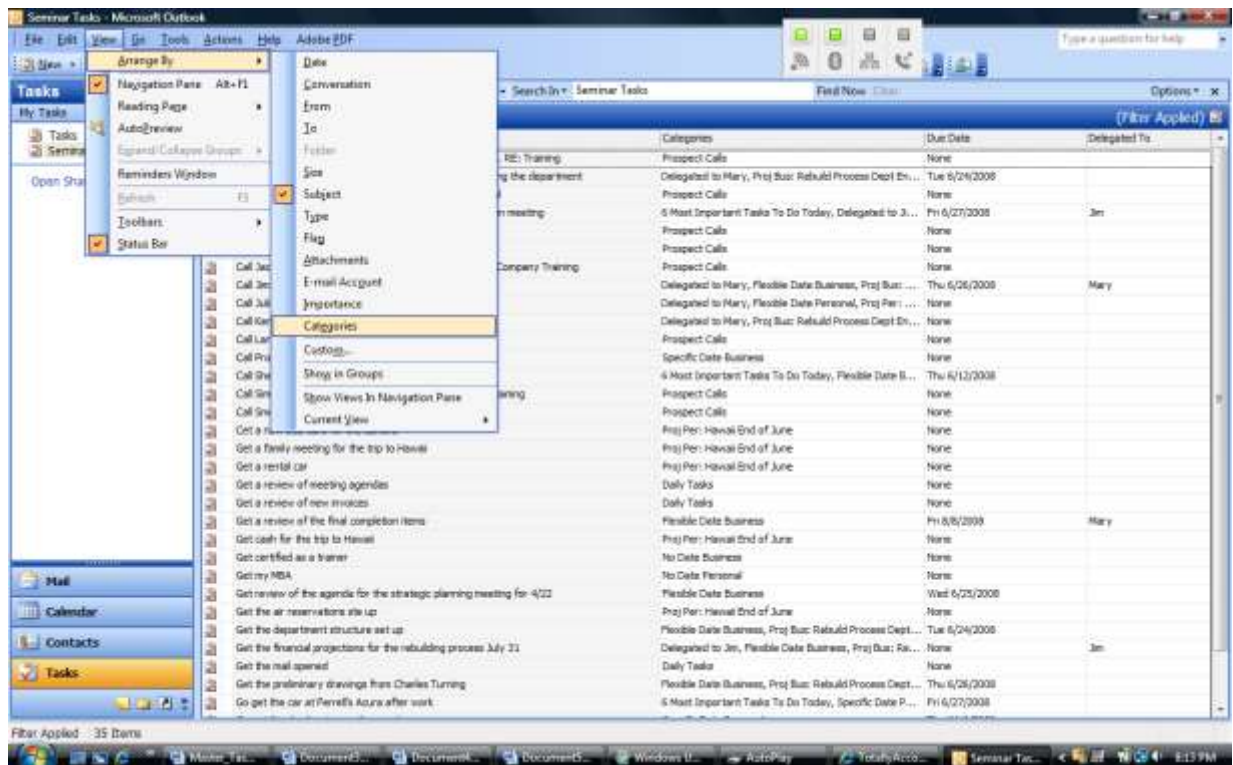 Seminar Tasks - Microsoft Outlook
File Edit View Go Tools Actions Help Adobe PDF
Type a question for help
New
Arrange By
Navigation Pane Alt+F1
Reading Pane
AutoPreview
Expand/Collapse Groups
Reminders Window
Refresh F5
Toolbars
Status Bar
Date
Conversation
From
To
Folder
Size
Subject
Type
Flag
Attachments
E-mail Account
Importance
Categories
Custom...
Show in Groups
Show Views In Navigation Pane
Current View
Tasks
Search In Seminar Tasks Find Now Clear Options
My Tasks
(Filter Applied)
Tasks
Open Sha
Categories Due Date Delegated To
RE: Training Prospect Calls None
ng the department Delegated to Mary, Proj Bus: Rebuild Process Dept En... Tue 6/24/2008
Prospect Calls None
meeting 6 Most Important Tasks To Do Today, Delegated to J... Fri 6/27/2008 Jim
Prospect Calls None
Prospect Calls None
Company Training Prospect Calls None
Delegated to Mary, Flexible Date Business, Proj Bus: ... Thu 6/26/2008 Mary
Delegated to Mary, Flexible Date Personal, Proj Per: ... None
Delegated to Mary, Proj Bus: Rebuild Process Dept En... None
Prospect Calls None
Specific Date Business None
6 Most Important Tasks To Do Today, Flexible Date B... Thu 6/12/2008
Prospect Calls None
Prospect Calls None
Proj Per: Hawaii End of June None
Get a family meeting for the trip to Hawaii Proj Per: Hawaii End of June None
Get a rental car Proj Per: Hawaii End of June None
Get a review of meeting agendas Daily Tasks None
Get a review of new invoices Daily Tasks None
Get a review of the final completion items Flexible Date Business Fri 8/8/2008 Mary
Get cash for the trip to Hawaii Proj Per: Hawaii End of June None
Get certified as a trainer No Date Business None
Get my MBA No Date Personal None
Get review of the agenda for the strategic planning meeting for 4/22 Flexible Date Business Wed 6/25/2008
Get the air reservations set up Proj Per: Hawaii End of June None
Get the department structure set up Flexible Date Business, Proj Bus: Rebuild Process Dept... Tue 6/24/2008
Get the financial projections for the rebuilding process July 31 Delegated to Jim, Flexible Date Business, Proj Bus: Re... None Jim
Get the mail opened Daily Tasks None
Get the preliminary drawings from Charles Turning Flexible Date Business, Proj Bus: Rebuild Process Dept... Thu 6/26/2008
Go get the car at Ferrell's Acura after work 6 Most Important Tasks To Do Today, Specific Date P... Fri 6/27/2008
Mail
Calendar
Contacts
Tasks
Filter Applied 35 Items
Master_Tas... Document3... Document4... Document5... Windows U... AutoPlay TotallyAcco... Seminar Tas... 6:13 PM